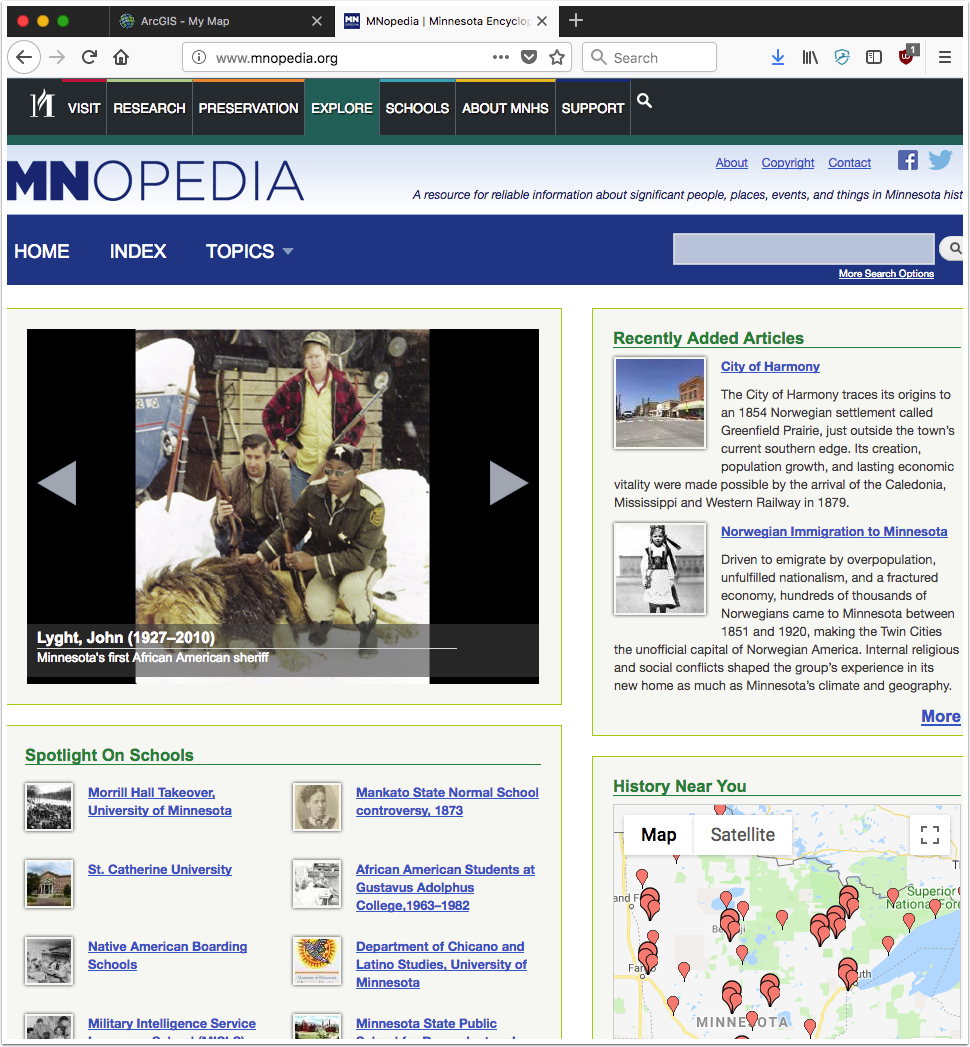 ArcGIS - My Map
MNopedia | Minnesota Encyclop
www.mnopedia.org
Search
1
VISIT
RESEARCH
PRESERVATION
EXPLORE
SCHOOLS
ABOUT MNHS
SUPPORT
About
Copyright
Contact
MNOPEDIA
A resource for reliable information about significant people, places, events, and things in Minnesota hist
HOME
INDEX
TOPICS
More Search Options
Lyght, John (1927–2010)
Minnesota's first African American sheriff
Recently Added Articles
City of Harmony
The City of Harmony traces its origins to
an 1854 Norwegian settlement called
Greenfield Prairie, just outside the town's
current southern edge. Its creation,
population growth, and lasting economic
vitality were made possible by the arrival of the Caledonia,
Mississippi and Western Railway in 1879.
Norwegian Immigration to Minnesota
Driven to emigrate by overpopulation,
unfulfilled nationalism, and a fractured
economy, hundreds of thousands of
Norwegians came to Minnesota between
1851 and 1920, making the Twin Cities
the unofficial capital of Norwegian America. Internal religious
and social conflicts shaped the group's experience in its
new home as much as Minnesota's climate and geography.
More
Spotlight On Schools
Morrill Hall Takeover,
University of Minnesota
Mankato State Normal School
controversy, 1873
St. Catherine University
African American Students at
Gustavus Adolphus
College,1963–1982
Native American Boarding
Schools
Department of Chicano and
Latino Studies, University of
Minnesota
Military Intelligence Service
Minnesota State Public
History Near You
Map
Satellite
Superior
National Fore
MINNESOTA